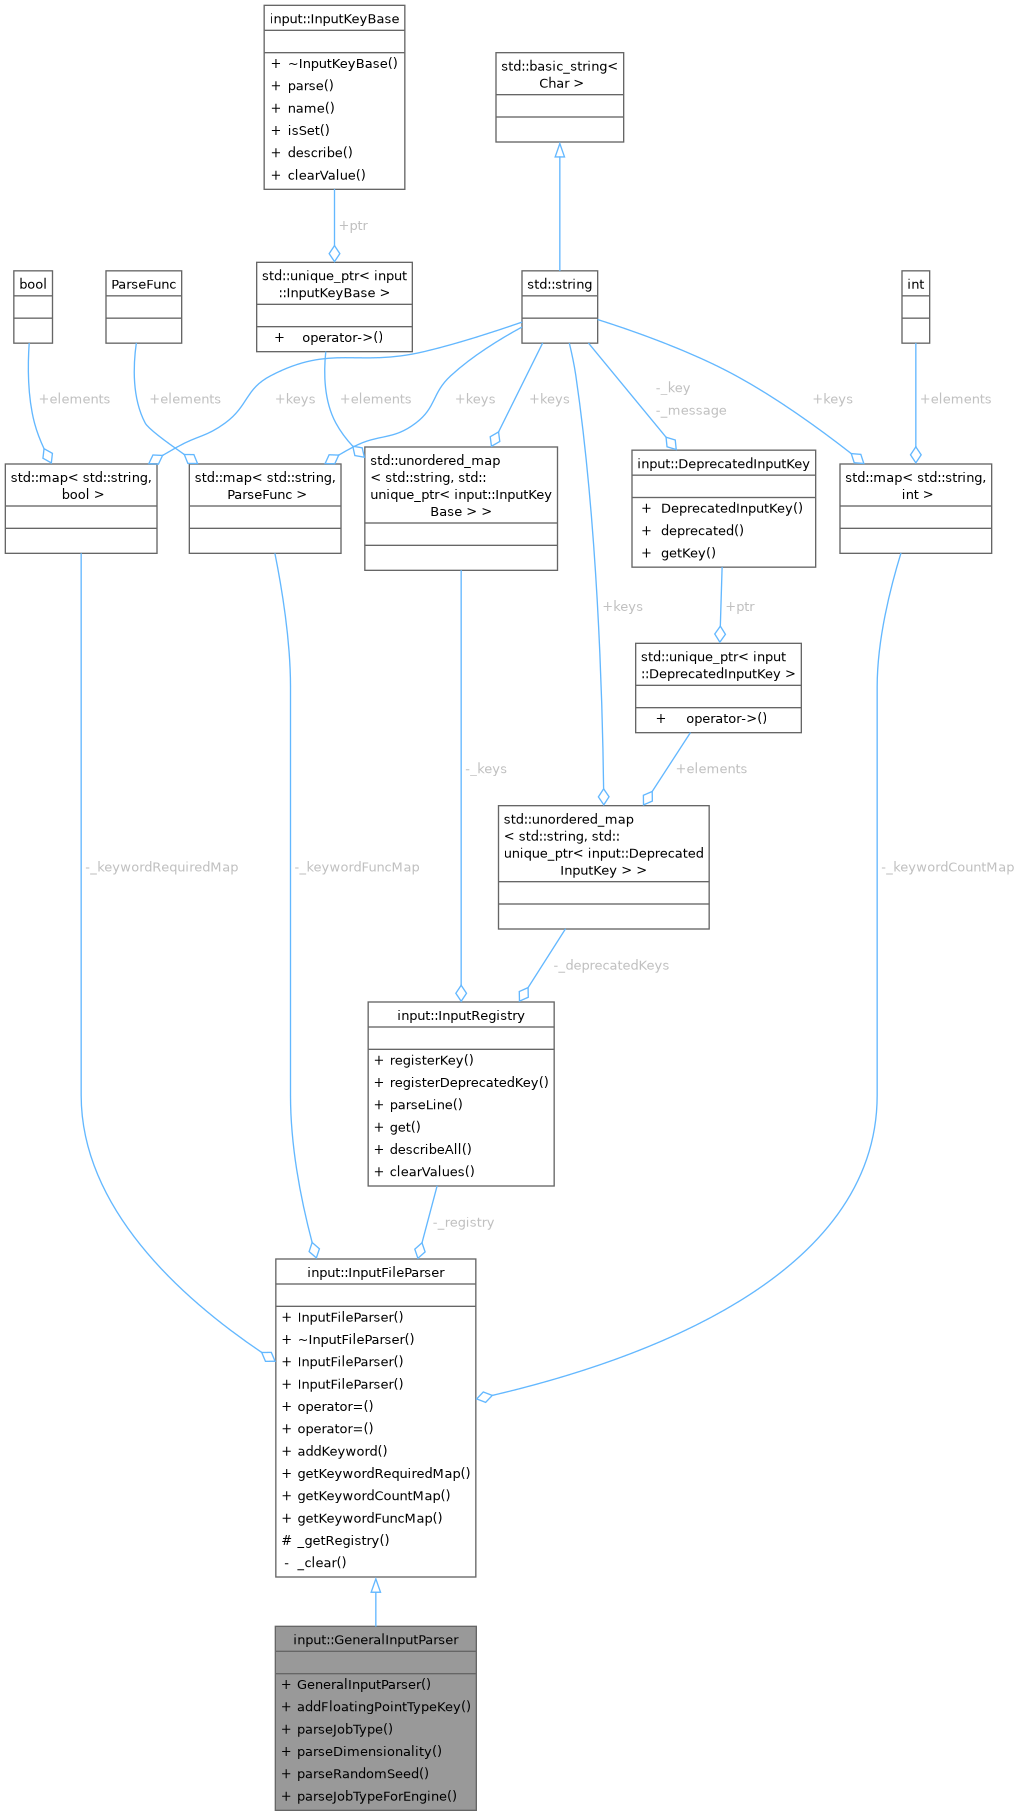 input::InputKeyBase
+ ~InputKeyBase()
+ parse()
+ name()
+ isSet()
+ describe()
+ clearValue()
std::basic_string<
Char >
+ptr
bool
ParseFunc
std::unique_ptr< input
::InputKeyBase >
+ operator->()
std::string
int
+elements
+elements
+keys
+elements
+keys
+keys
-_key
-_message
+keys
+elements
std::map< std::string,
bool >
std::map< std::string,
ParseFunc >
std::unordered_map
< std::string, std::
unique_ptr< input::InputKey
Base > >
input::DeprecatedInputKey
+ DeprecatedInputKey()
+ deprecated()
+ getKey()
std::map< std::string,
int >
+keys
+ptr
std::unique_ptr< input
::DeprecatedInputKey >
+ operator->()
-_keys
+elements
std::unordered_map
< std::string, std::
unique_ptr< input::Deprecated
InputKey > >
-_keywordRequiredMap
-_keywordFuncMap
-_keywordCountMap
-_deprecatedKeys
input::InputRegistry
+ registerKey()
+ registerDeprecatedKey()
+ parseLine()
+ get()
+ describeAll()
+ clearValues()
-_registry
input::InputFileParser
+ InputFileParser()
+ ~InputFileParser()
+ InputFileParser()
+ InputFileParser()
+ operator=()
+ operator=()
+ addKeyword()
+ getKeywordRequiredMap()
+ getKeywordCountMap()
+ getKeywordFuncMap()
# _getRegistry()
- _clear()
input::GeneralInputParser
+ GeneralInputParser()
+ addFloatingPointTypeKey()
+ parseJobType()
+ parseDimensionality()
+ parseRandomSeed()
+ parseJobTypeForEngine()